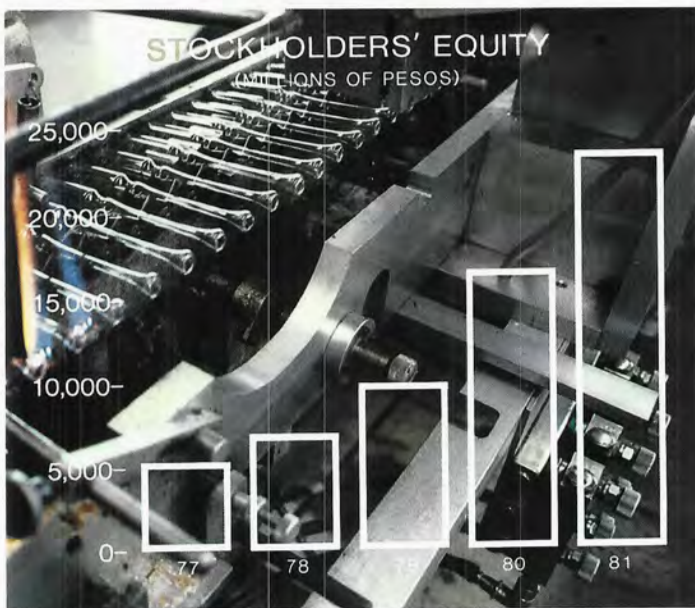 STOCKHOLDERS' EQUITY
(MILLIONS OF PESOS)
25,000-
20,000-
15,000-
10,000-
5,000-
0-
77 78 79 80 81